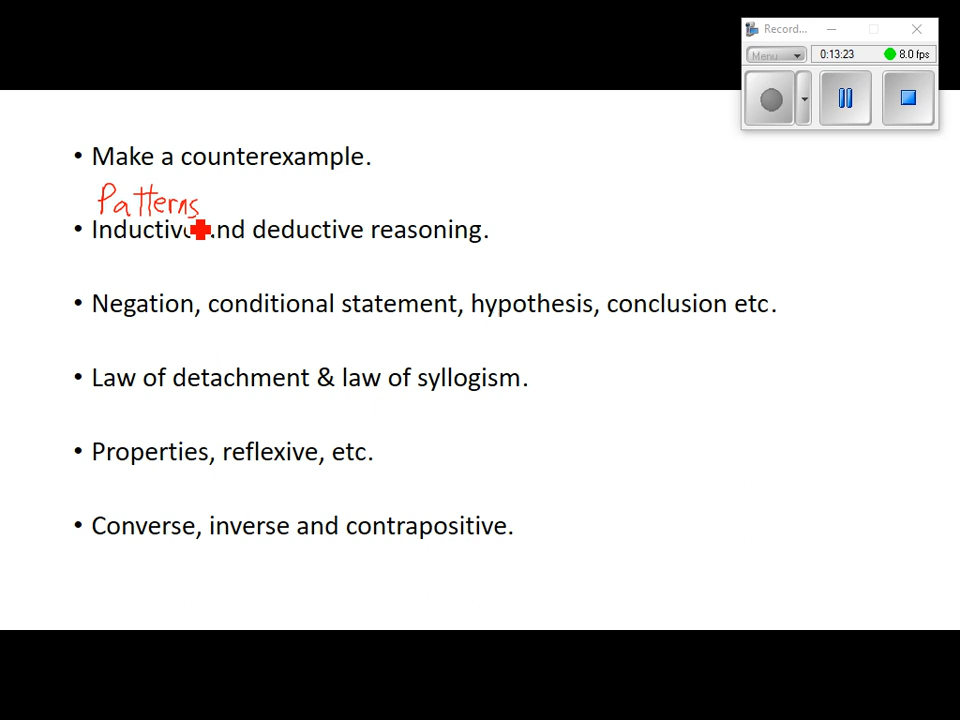 Record...
Menu
0:13:23
8.0 fps
• Make a counterexample.
Patterns
• Inductive and deductive reasoning.
• Negation, conditional statement, hypothesis, conclusion etc.
• Law of detachment & law of syllogism.
• Properties, reflexive, etc.
• Converse, inverse and contrapositive.